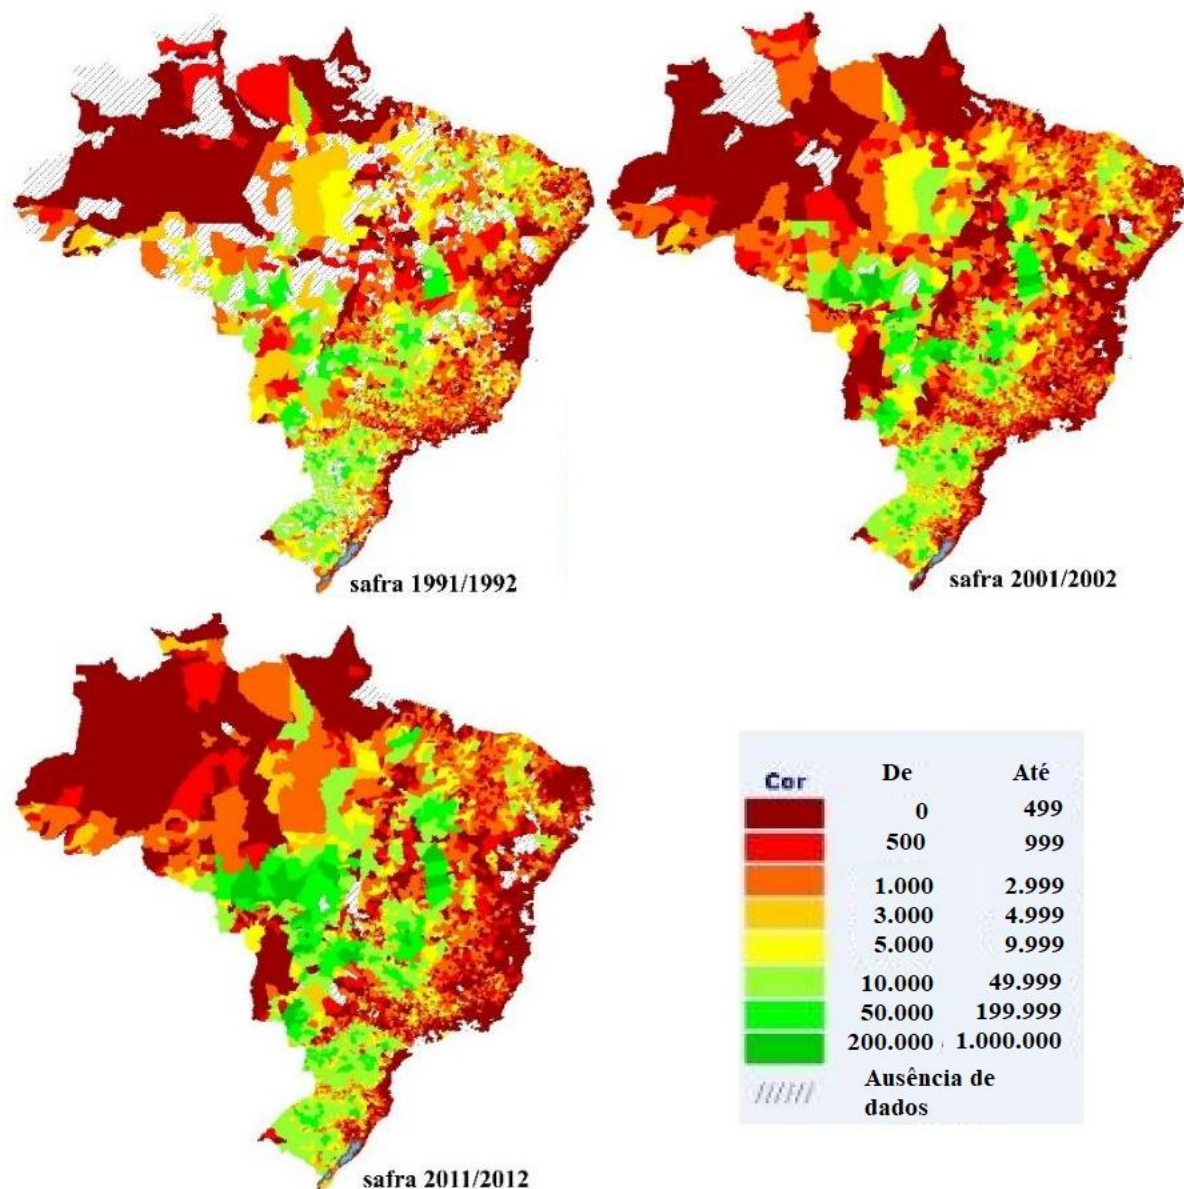 safra 1991/1992
safra 2001/2002
safra 2011/2012
Cor De Até
0 499
500 999
1.000 2.999
3.000 4.999
5.000 9.999
10.000 49.999
50.000 199.999
200.000 1.000.000
Ausência de
dados